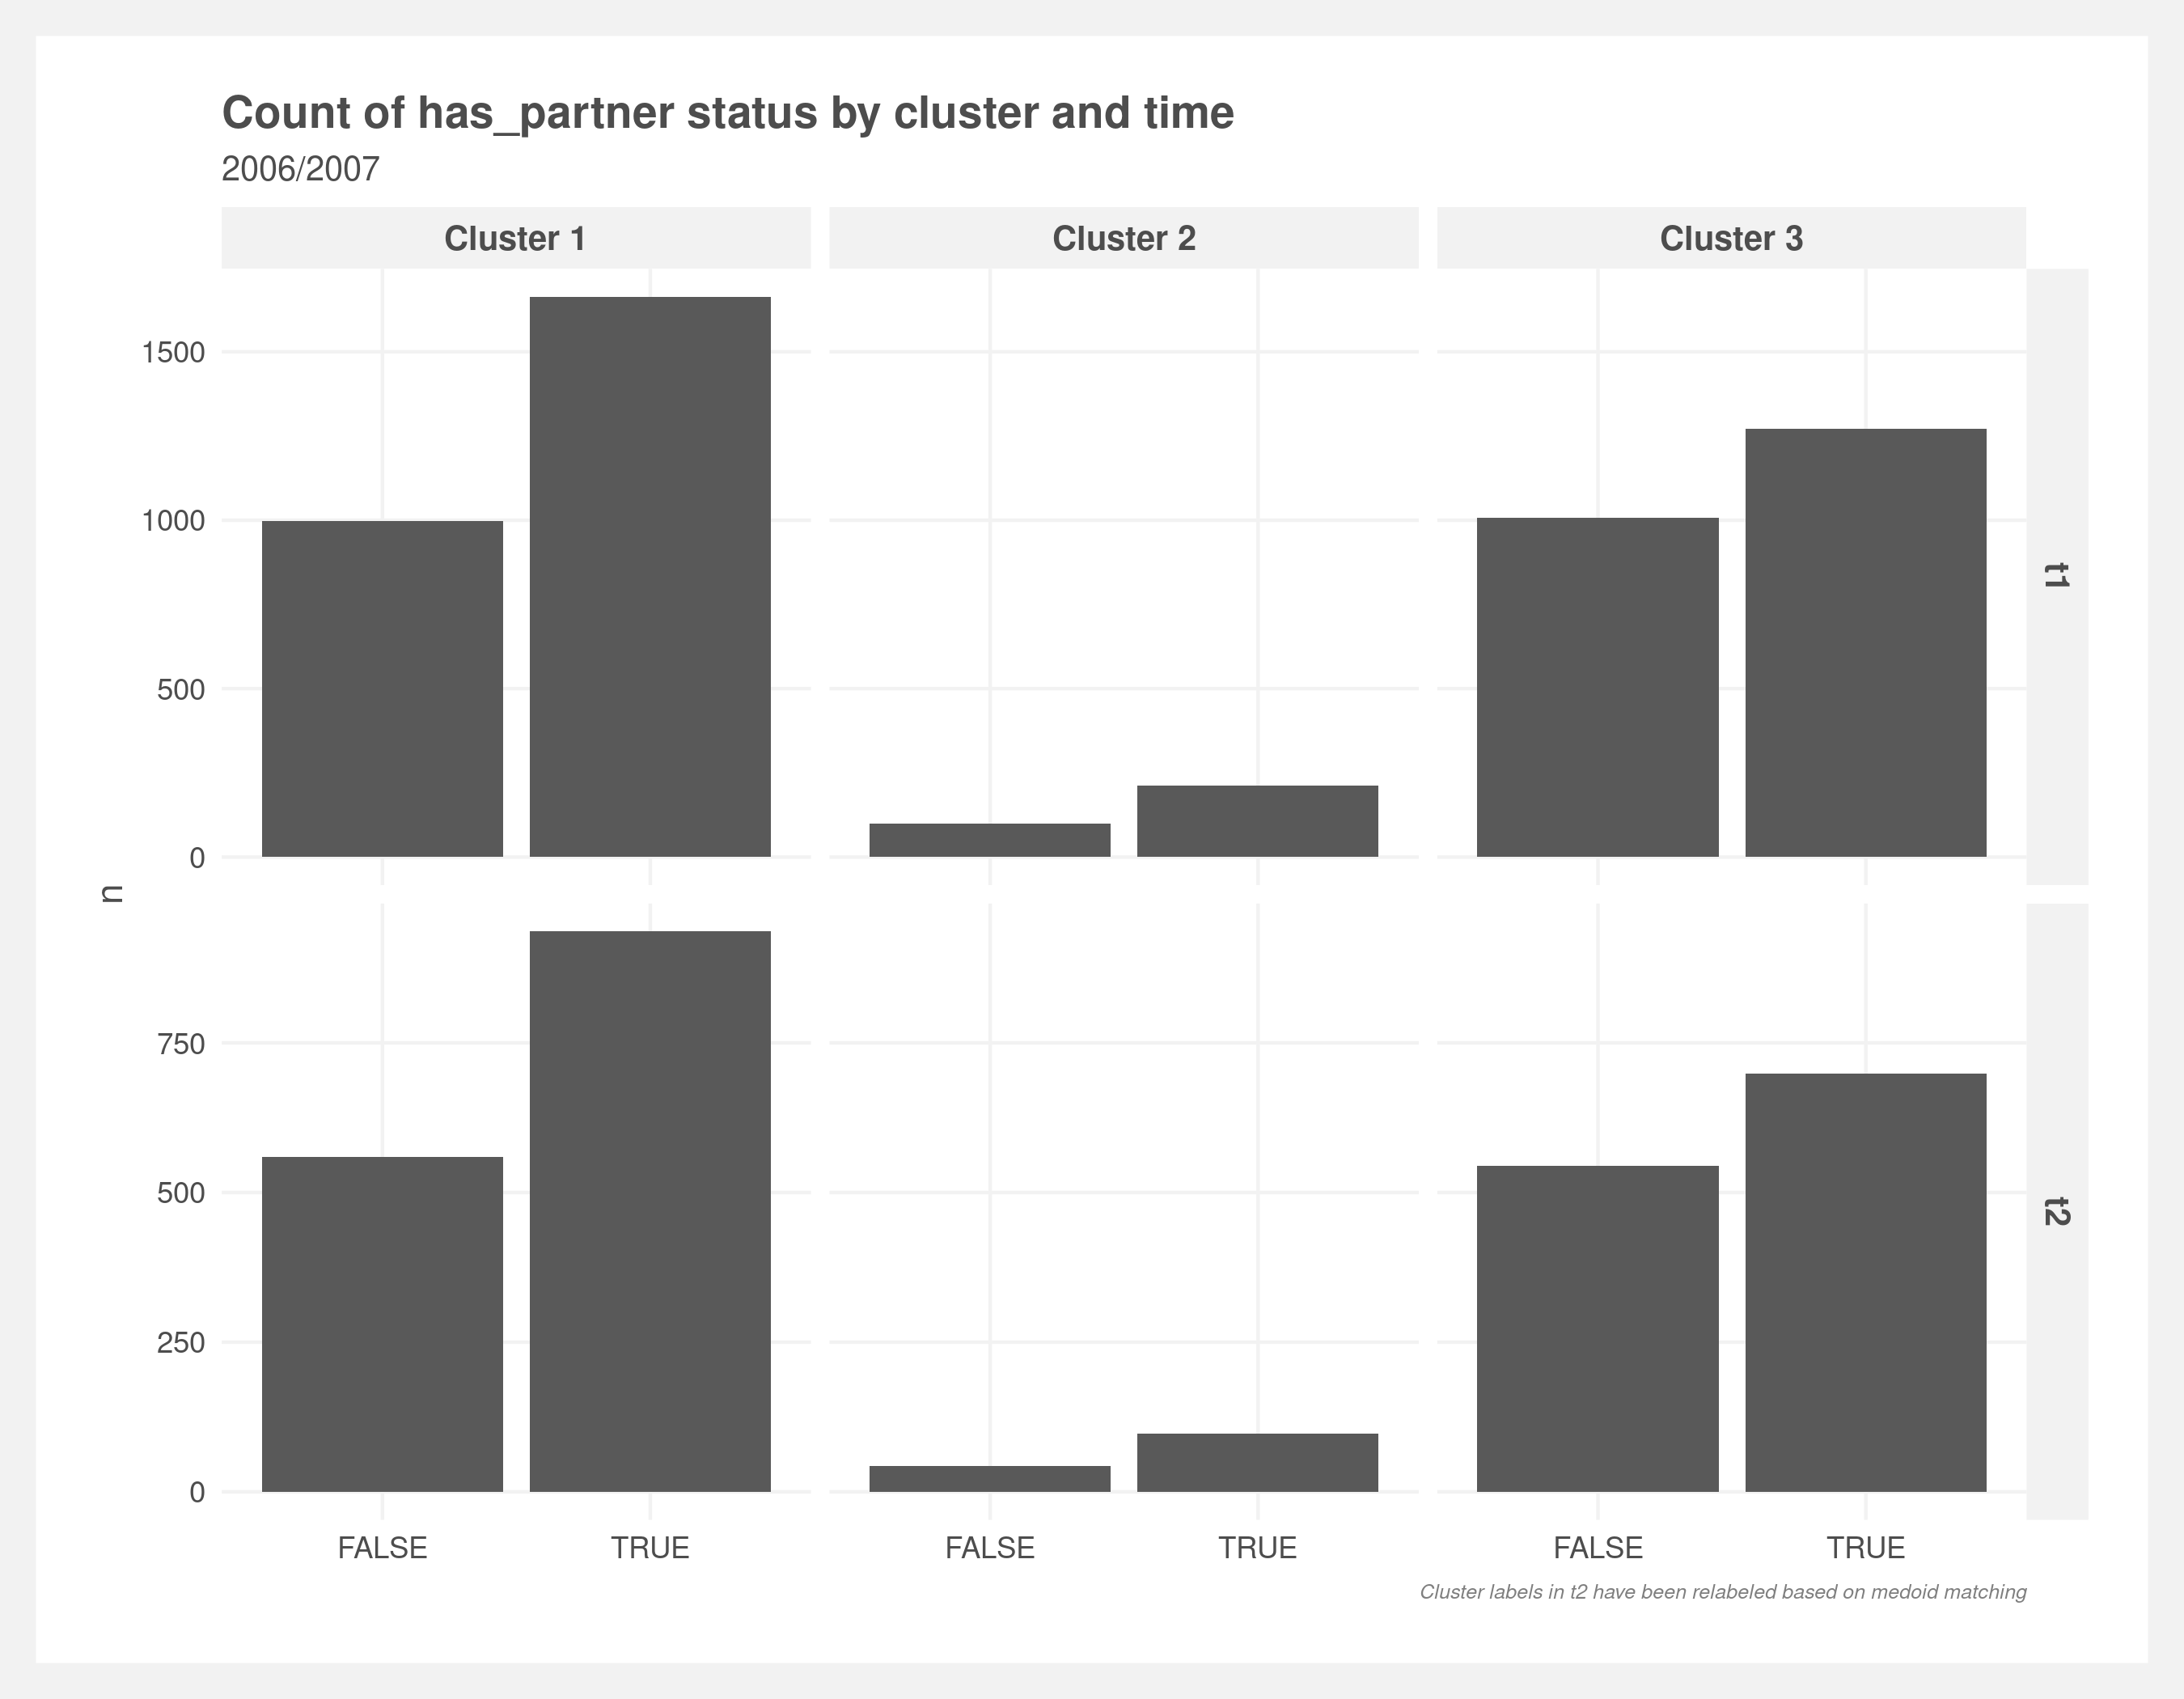 Count of has_partner status by cluster and time
2006/2007
Cluster 1 Cluster 2 Cluster 3
1500
1000
500
0
t1
n
750
500
250
0
t2
FALSE TRUE FALSE TRUE FALSE TRUE
Cluster labels in t2 have been relabeled based on medoid matching